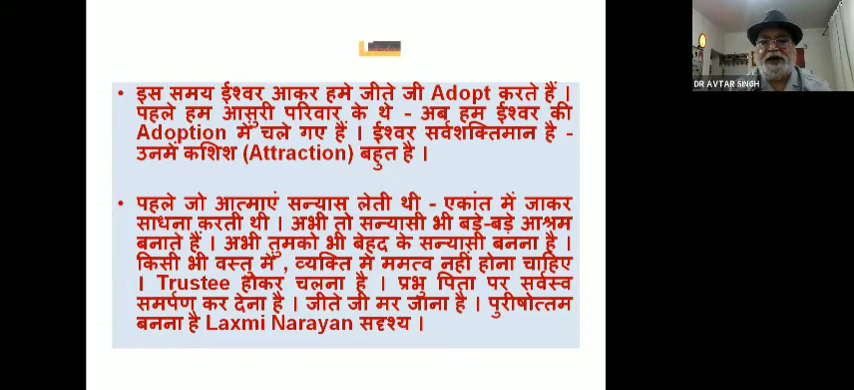 • इस समय ईश्वर आकर हमे जीते जी Adopt करते हैं ।
पहले हम आसुरी परिवार के थे - अब हम ईश्वर की
Adoption में चले गए हैं । ईश्वर सर्वशक्तिमान है -
उनमें कशिश (Attraction) बहुत है ।
• पहले जो आत्माएं सन्यास लेती थी - एकांत में जाकर
साधना करती थी । अभी तो सन्यासी भी बड़े-बड़े आश्रम
बनाते हैं । अभी तुमको भी बेहद के सन्यासी बनना है ।
किसी भी वस्तु में , व्यक्ति में ममत्व नहीं होना चाहिए
। Trustee होकर चलना है । प्रभु पिता पर सर्वस्व
समर्पण कर देना है । जीते जी मर जाना है । पुरीषोत्तम
बनना है Laxmi Narayan सदृश्य ।
DR AVTAR SINGH